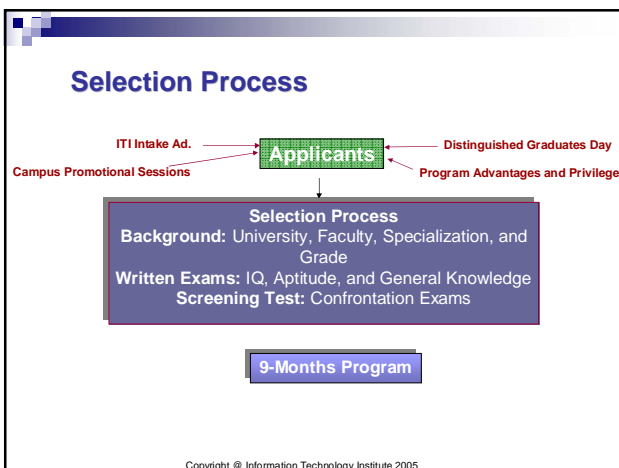 Selection Process
ITI Intake Ad.
Distinguished Graduates Day
Applicants
Campus Promotional Sessions
Program Advantages and Privilege
Selection Process
Background: University, Faculty, Specialization, and
Grade
Written Exams: IQ, Aptitude, and General Knowledge
Screening Test: Confrontation Exams
9-Months Program
Copyright @ Information Technology Institute 2005